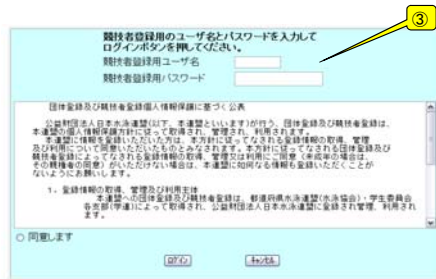 ③
競技者登録用のユーザ名とパスワードを入力して
ログインボタンを押してください。
競技者登録用ユーザ名
競技者登録用パスワード
団体登録及び競技者登録個人情報保護に基づく公表
公益財団法人日本水泳連盟(以下、本連盟といいます)が行う、団体登録及び競技者登録は、
本連盟の個人情報保護方針に従って取得され、管理され、利用されます。
本連盟に情報を登録いただいた方は、本方針に従ってなされる登録情報の取得、管理
及び利用について同意いただいたものとみなされます。本方針に従ってなされる団体登録及び
競技者登録によってなされる登録情報の取得、管理又は利用にご同意(未成年の場合は、
その親権者の同意)がいただけない場合は、本連盟に如何なる情報も登録いただくことが
ないようにお願いします。
1、登録情報の取得、管理及び利用主体
本連盟への団体登録及び競技者登録は、都道府県水泳連盟(水泳協会)・学生委員会
各支部(学連)によって取得され、公益財団法人日本水泳連盟に登録され管理、利用され
ます。
同意します
ログイン
キャンセル